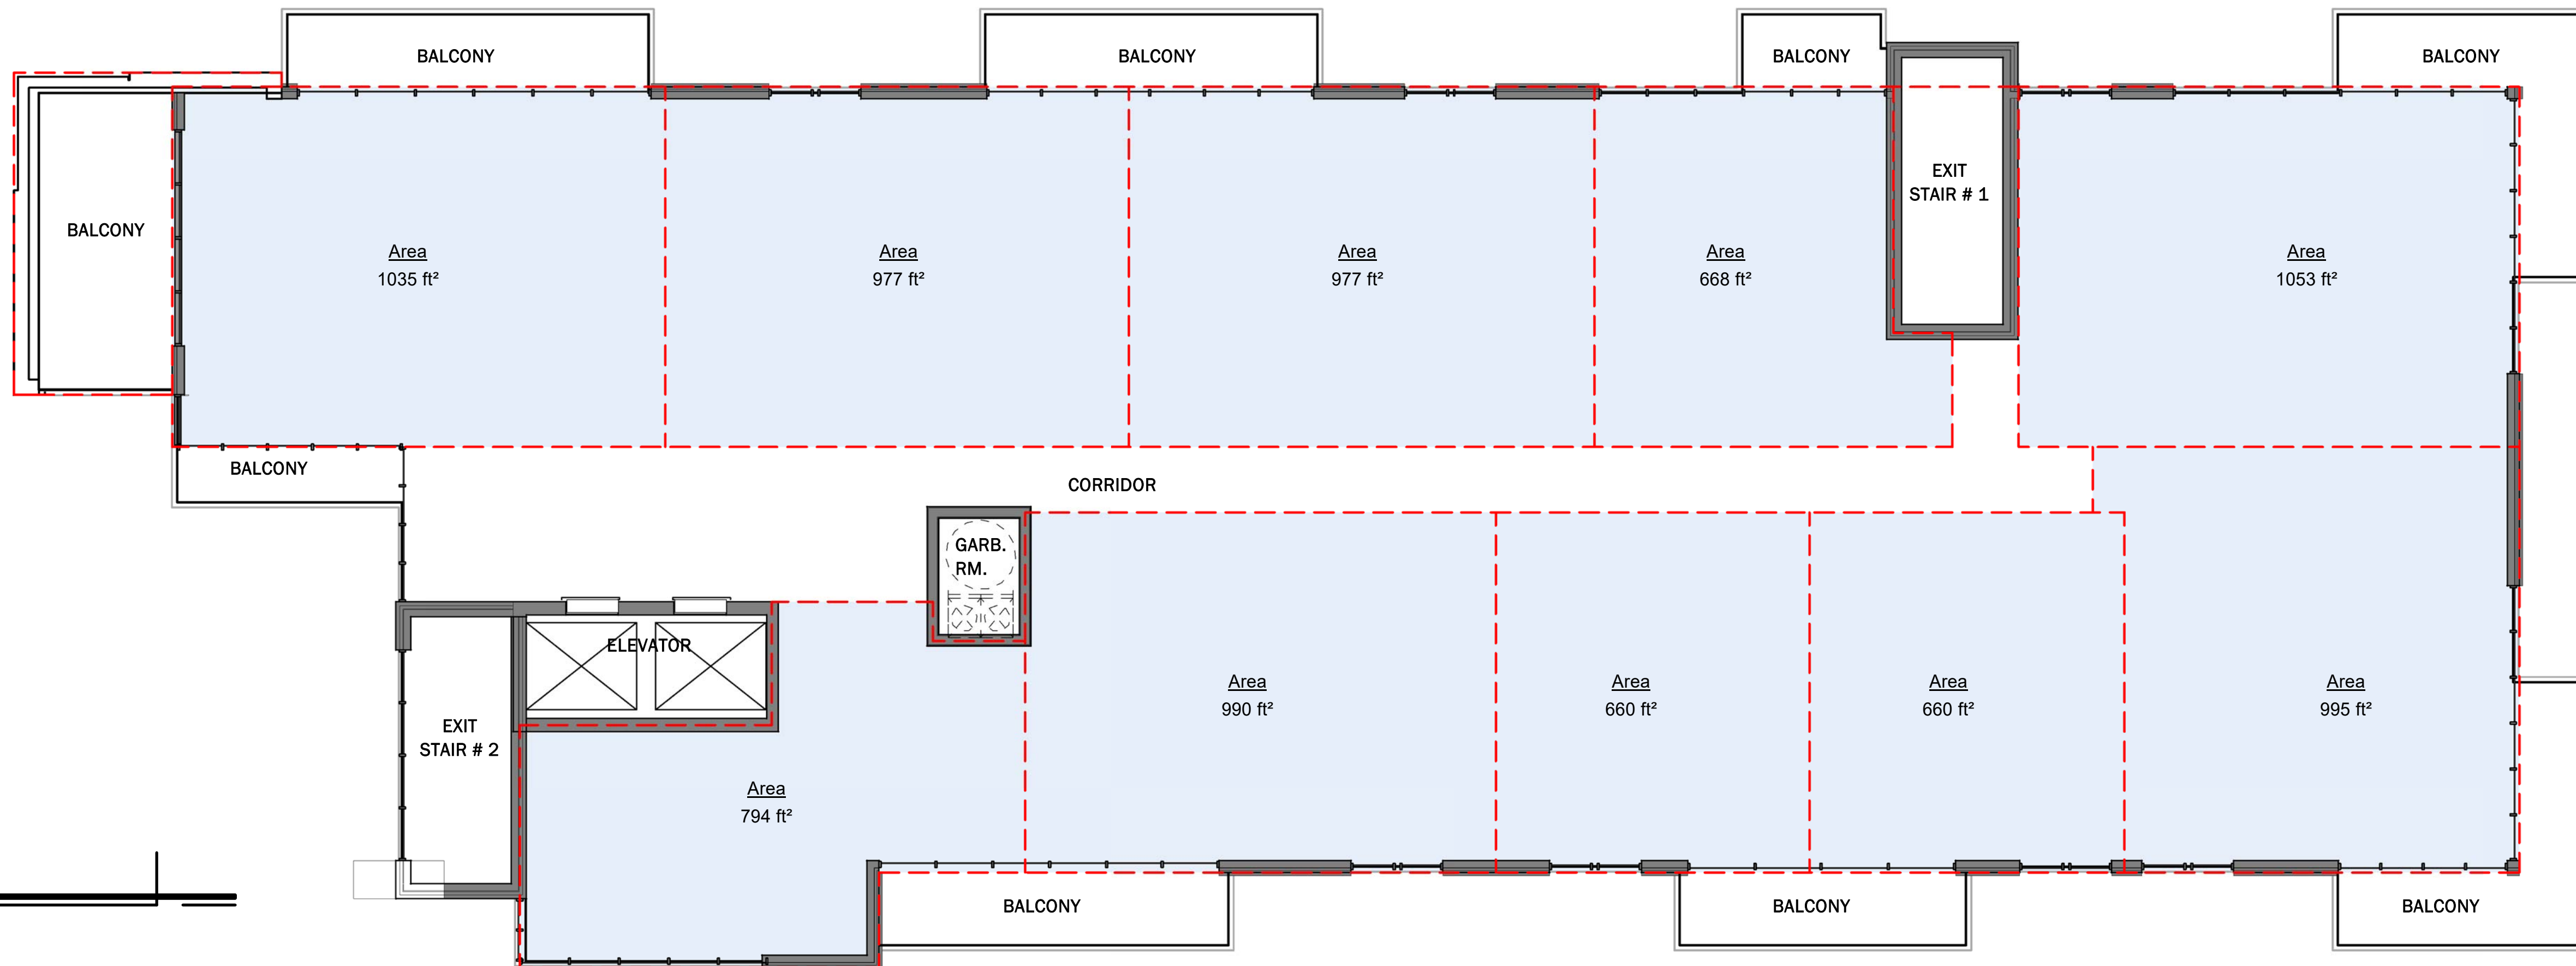 BALCONY
BALCONY
BALCONY
BALCONY
EXIT
STAIR # 1
BALCONY
Area
1035 ft²
Area
977 ft²
Area
977 ft²
Area
668 ft²
Area
1053 ft²
BALCONY
CORRIDOR
GARB.
RM.
ELEVATOR
EXIT
STAIR # 2
Area
990 ft²
Area
660 ft²
Area
660 ft²
Area
995 ft²
Area
794 ft²
BALCONY
BALCONY
BALCONY